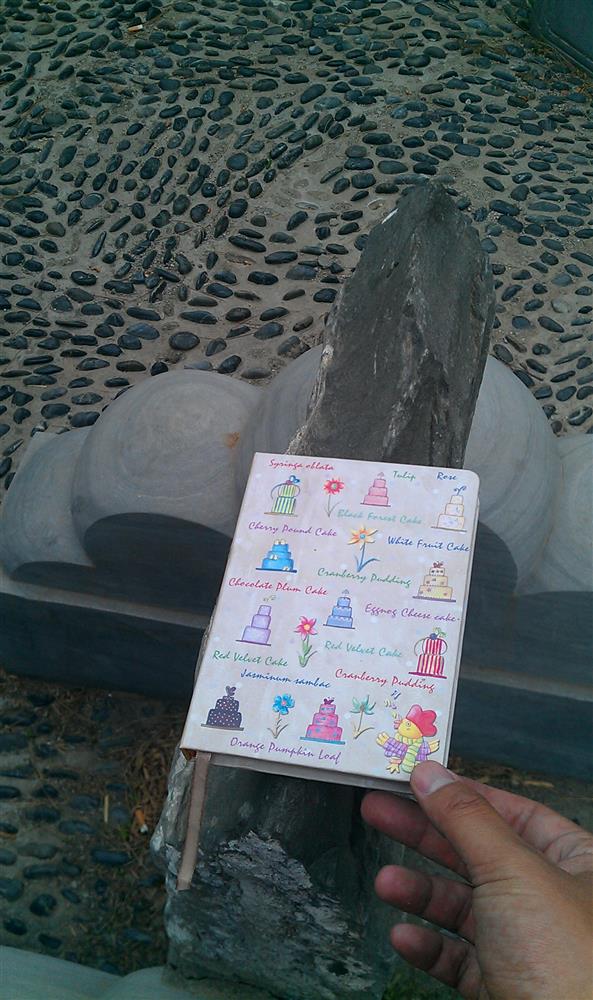 Syringa oblata
Tulip
Rose
Black Forest Cake
Cherry Pound Cake
White Fruit Cake
Cranberry Pudding
Chocolate Plum Cake
Eggnog Cheese cake
Red Velvet Cake
Red Velvet Cake
Cranberry Pudding
Jasminum sambac
Orange Pumpkin Loaf